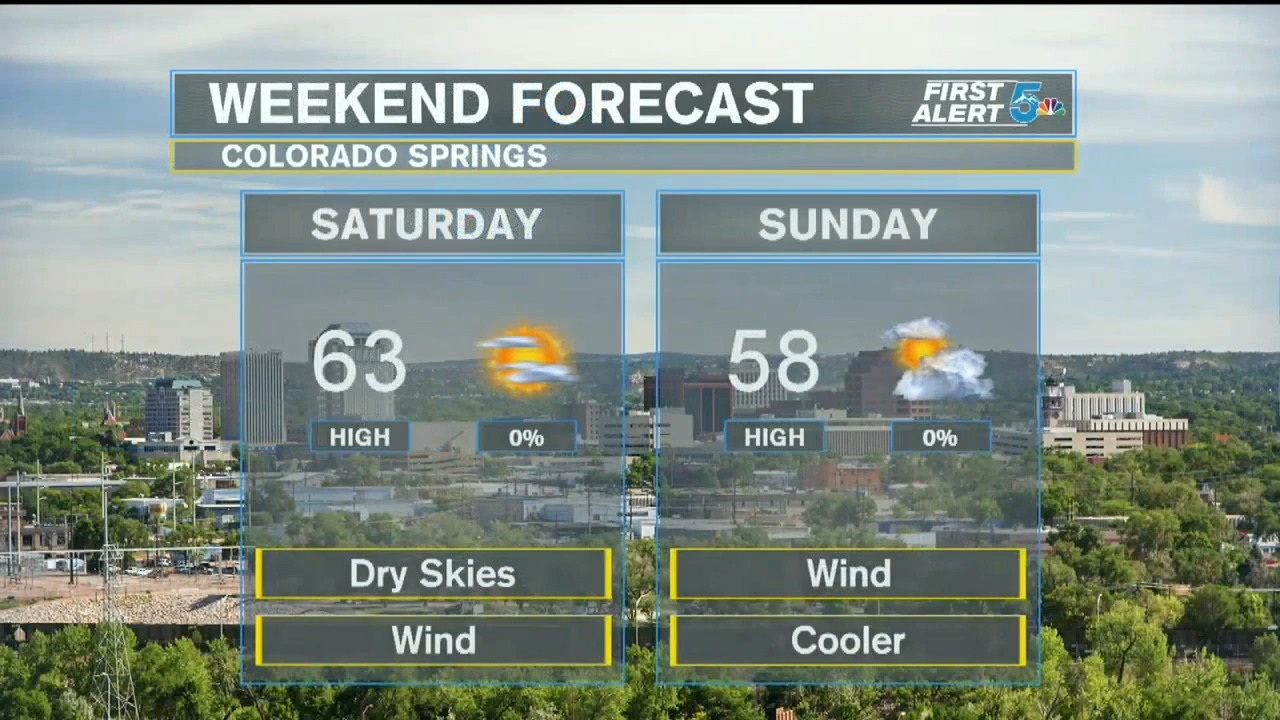 WEEKEND FORECAST
FIRST
ALERT 5
COLORADO SPRINGS
SATURDAY
63
HIGH
0%
Dry Skies
Wind
SUNDAY
58
HIGH
0%
Wind
Cooler